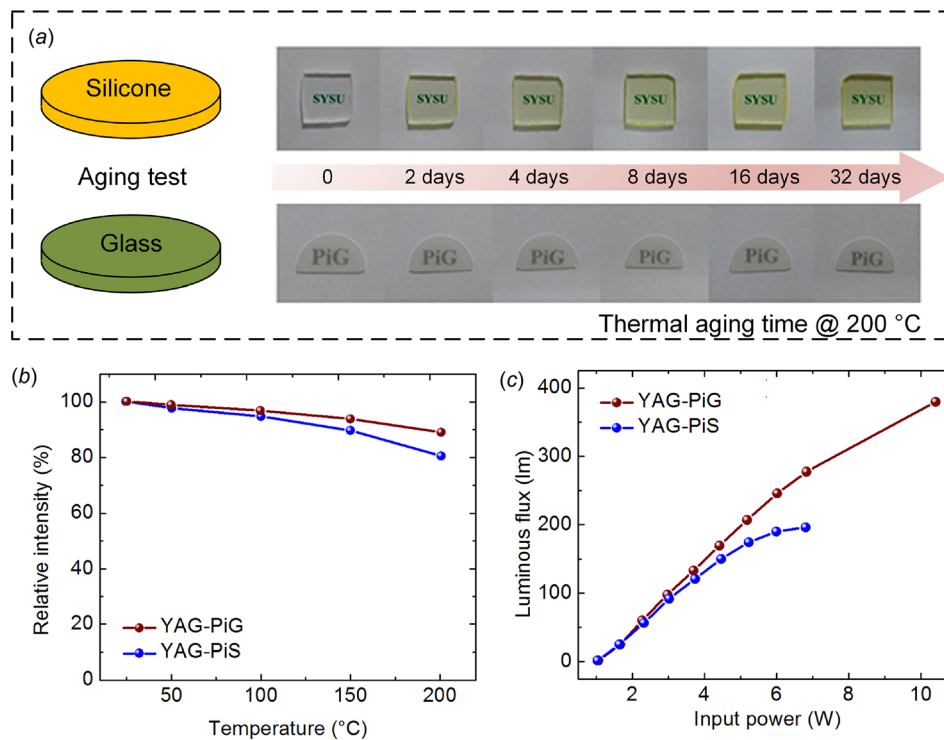 (a)
Silicone
SYSU SYSU SYSU SYSU SYSU SYSU
Aging test
0 2 days 4 days 8 days 16 days 32 days
Glass
PiG PiG PiG PiG PiG PiG
Thermal aging time @ 200 °C
(b)
100
80
60
40
20
0
Relative intensity (%)
YAG-PiG
YAG-PiS
50 100 150 200
Temperature (°C)
(c)
400
300
200
100
0
Luminous flux (lm)
YAG-PiG
YAG-PiS
2 4 6 8 10
Input power (W)